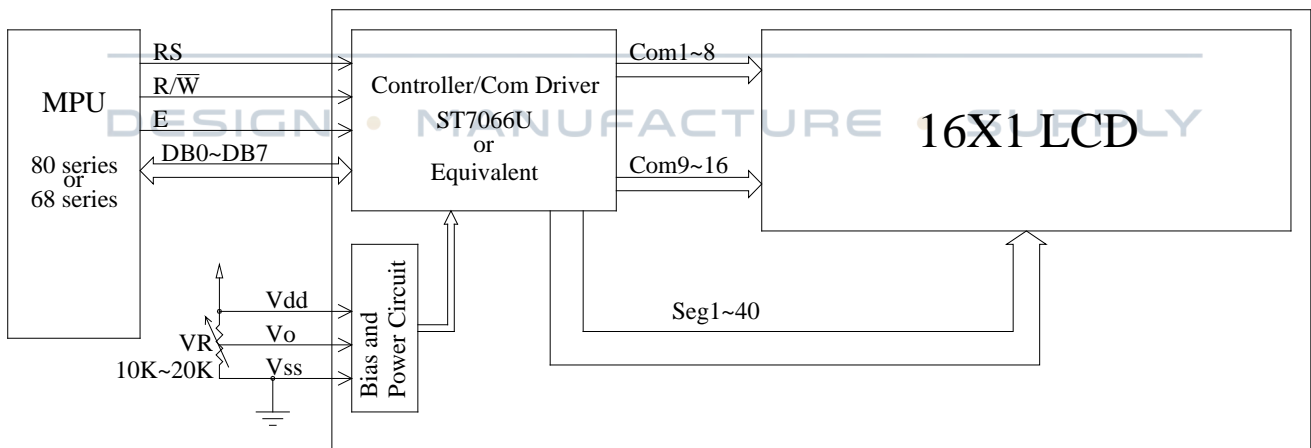 MPU
80 series
or
68 series
RS
R/W̅
E
DB0~DB7
Controller/Com Driver
ST7066U
or
Equivalent
Com1~8
Com9~16
16X1 LCD
DESIGN • MANUFACTURE • SUPPLY
Vdd
Vo
Vss
VR
10K~20K
Bias and
Power Circuit
Seg1~40